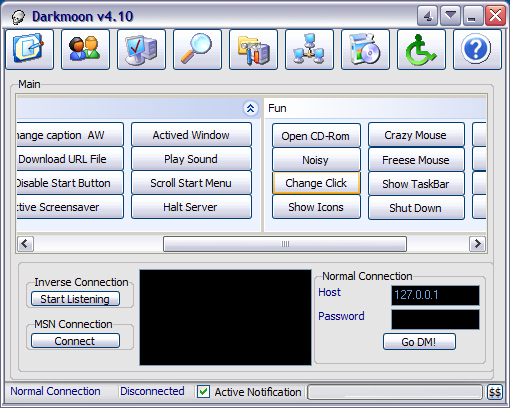 Darkmoon v4.10
Main
Fun
hange caption AW
Actived Window
Open CD-Rom
Crazy Mouse
Download URL File
Play Sound
Noisy
Freese Mouse
Disable Start Button
Scroll Start Menu
Change Click
Show TaskBar
ctive Screensaver
Halt Server
Show Icons
Shut Down
Inverse Connection
Start Listening
MSN Connection
Connect
Normal Connection
Host
127.0.0.1
Password
Go DM!
Normal Connection
Disconnected
Active Notification
$$